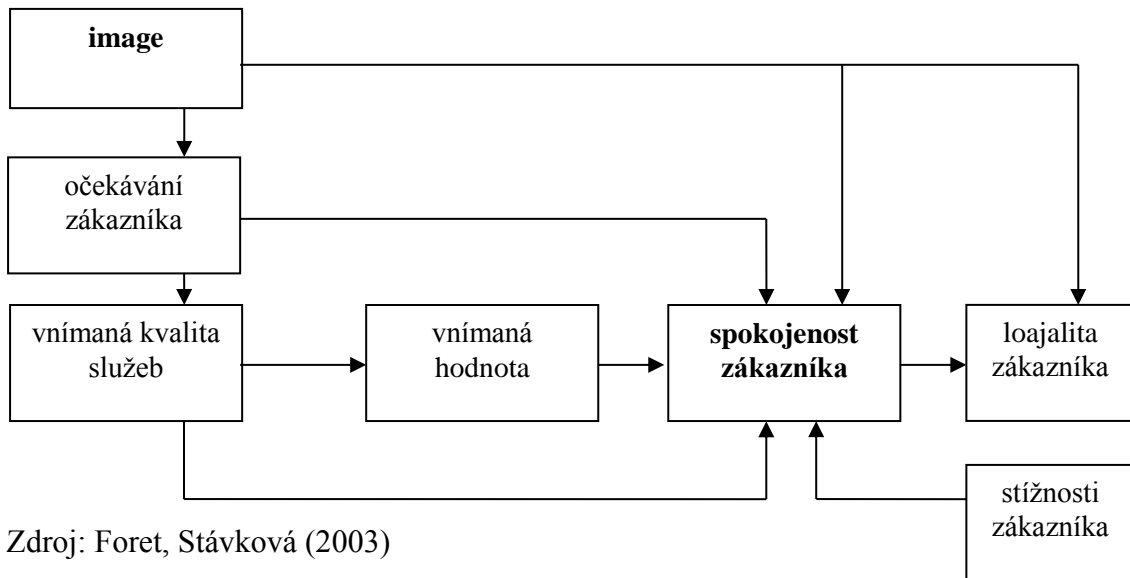 image
očekávání
zákazníka
vnímaná kvalita
služeb
vnímaná
hodnota
spokojenost
zákazníka
loajalita
zákazníka
stížnosti
zákazníka
Zdroj: Foret, Stávková (2003)